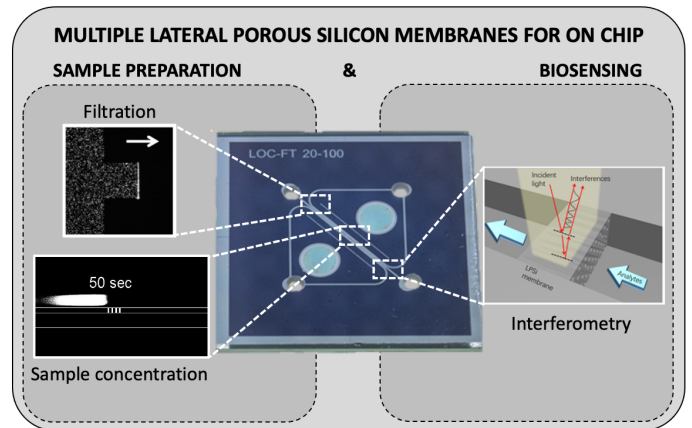 MULTIPLE LATERAL POROUS SILICON MEMBRANES FOR ON CHIP
SAMPLE PREPARATION & BIOSENSING
Filtration
LOC-FT 20-100
Incident light
Interferences
50 sec
LPSi membrane
Analytes
Interferometry
Sample concentration